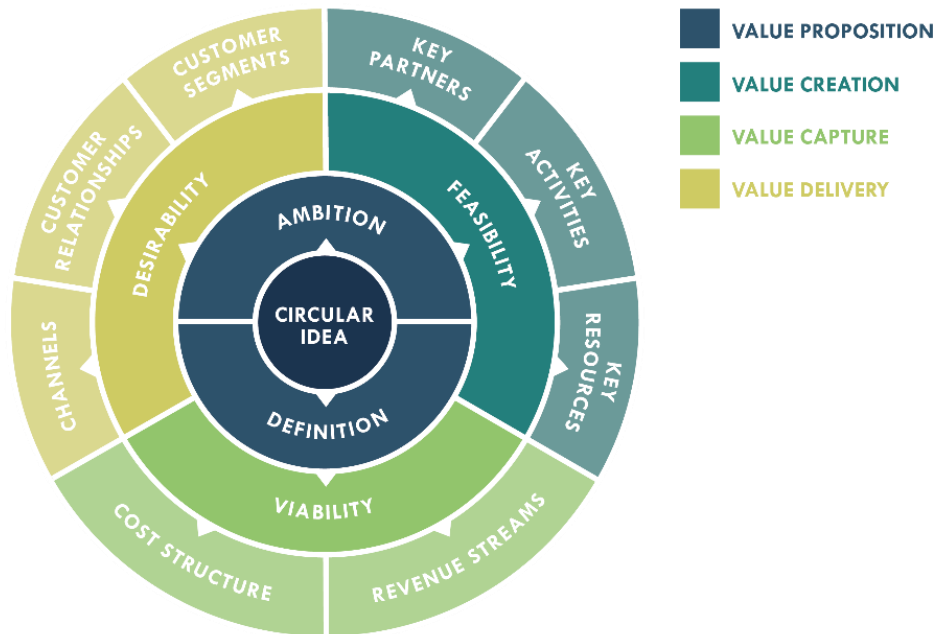 CUSTOMER
SEGMENTS
KEY
PARTNERS
KEY
ACTIVITIES
KEY
RESOURCES
REVENUE STREAMS
COST STRUCTURE
CHANNELS
CUSTOMER
RELATIONSHIPS
DESIRABILITY
FEASIBILITY
VIABILITY
AMBITION
CIRCULAR
IDEA
DEFINITION
VALUE PROPOSITION
VALUE CREATION
VALUE CAPTURE
VALUE DELIVERY